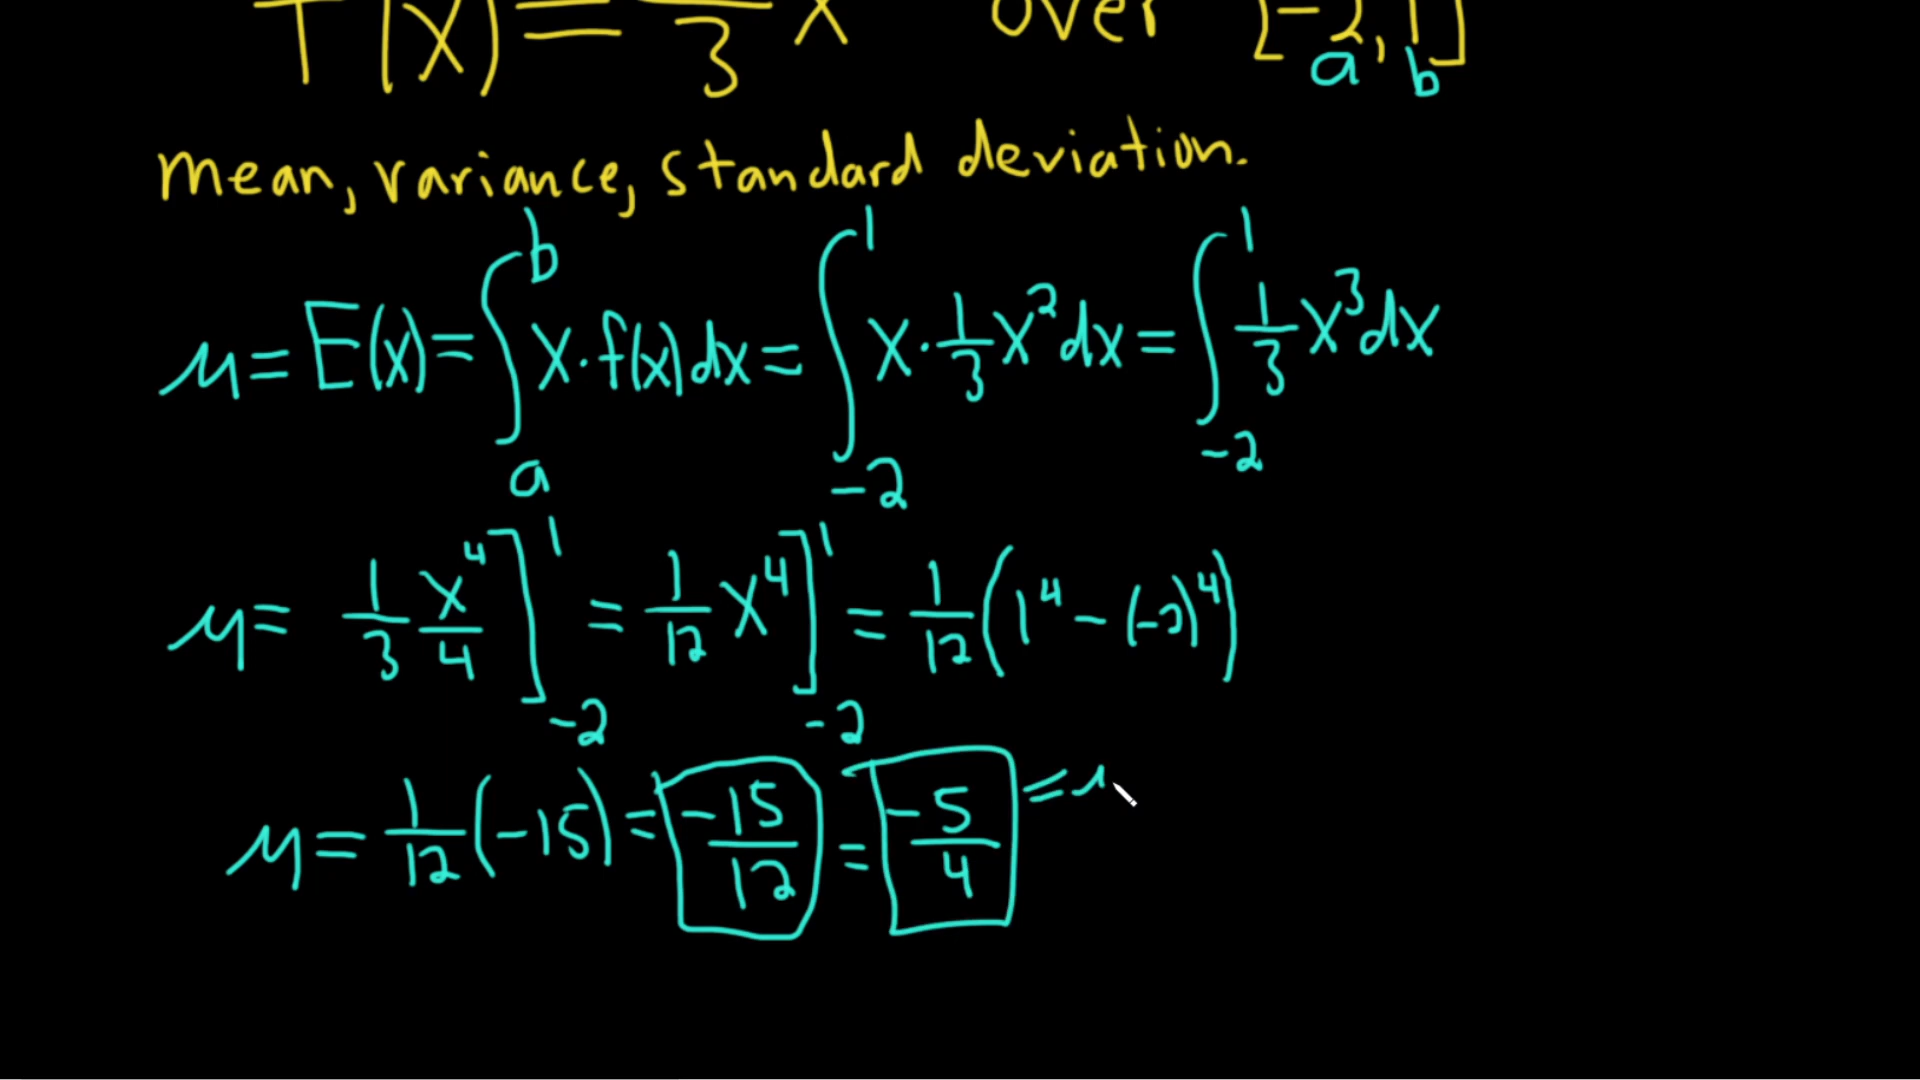 f(x) = 1/3 x over [-2, 1]
a b
mean, variance, standard deviation.
μ = E(x) = ∫_a^b x · f(x) dx = ∫_{-2}^1 x · 1/3 x² dx = ∫_{-2}^1 1/3 x³ dx
μ = 1/3 x⁴/4 ]_{-2}^1 = 1/12 x⁴ ]_{-2}^1 = 1/12 (1⁴ - (-2)⁴)
μ = 1/12 (-15) = -15/12 = -5/4 = μ